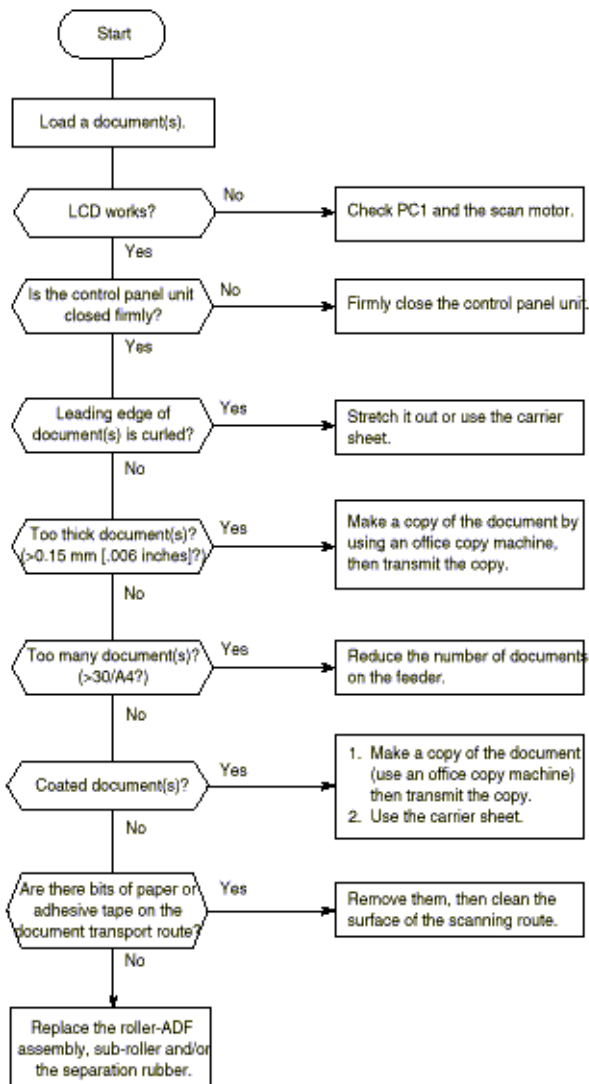 Start
Load a document(s).
LCD works?
No
Check PC1 and the scan motor.
Yes
Is the control panel unit
closed firmly?
No
Firmly close the control panel unit.
Yes
Leading edge of
document(s) is curled?
Yes
Stretch it out or use the carrier
sheet.
No
Too thick document(s)?
(>0.15 mm [.006 inches]?)
Yes
Make a copy of the document by
using an office copy machine,
then transmit the copy.
No
Too many document(s)?
(>30/A4?)
Yes
Reduce the number of documents
on the feeder.
No
Coated document(s)?
Yes
1. Make a copy of the document
(use an office copy machine)
then transmit the copy.
2. Use the carrier sheet.
No
Are there bits of paper or
adhesive tape on the
document transport route?
Yes
Remove them, then clean the
surface of the scanning route.
No
Replace the roller-ADF
assembly, sub-roller and/or
the separation rubber.